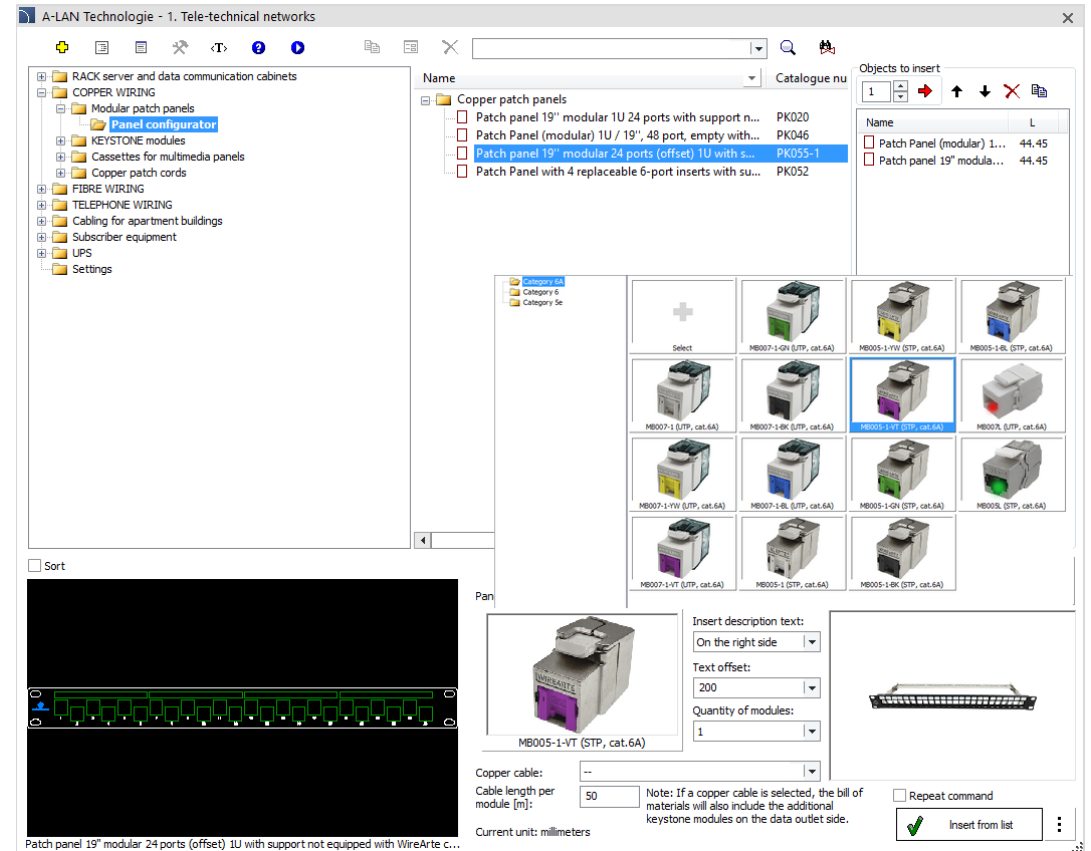 A-LAN Technologie - 1. Tele-technical networks
‹T›
RACK server and data communication cabinets
COPPER WIRING
Modular patch panels
Panel configurator
KEYSTONE modules
Cassettes for multimedia panels
Copper patch cords
FIBRE WIRING
TELEPHONE WIRING
Cabling for apartment buildings
Subscriber equipment
UPS
Settings
Name Catalogue nu
Copper patch panels
Patch panel 19'' modular 1U 24 ports with support n... PK020
Patch Panel (modular) 1U / 19'', 48 port, empty with... PK046
Patch panel 19'' modular 24 ports (offset) 1U with s... PK055-1
Patch Panel with 4 replaceable 6-port inserts with su... PK052
Objects to insert
1
Name L
Patch Panel (modular) 1... 44.45
Patch panel 19" modula... 44.45
Category 6A
Category 6
Category 5e
Select MB007-1-GN (UTP, cat.6A) MB005-1-YW (STP, cat.6A) MB005-1-BL (STP, cat.6A)
MB007-1 (UTP, cat.6A) MB007-1-BK (UTP, cat.6A) MB005-1-VT (STP, cat.6A) MB007L (UTP, cat.6A)
MB007-1-YW (UTP, cat.6A) MB007-1-BL (UTP, cat.6A) MB005-1-GN (STP, cat.6A) MB005L (STP, cat.6A)
MB007-1-VT (UTP, cat.6A) MB005-1 (STP, cat.6A) MB005-1-BK (STP, cat.6A)
Sort
Pan
WIREARTE
MB005-1-VT (STP, cat.6A)
Insert description text:
On the right side
Text offset:
200
Quantity of modules:
1
Copper cable: --
Cable length per
module [m]:
50
Note: If a copper cable is selected, the bill of
materials will also include the additional
keystone modules on the data outlet side.
Current unit: millimeters
Repeat command
Insert from list
Patch panel 19" modular 24 ports (offset) 1U with support not equipped with WireArte c...